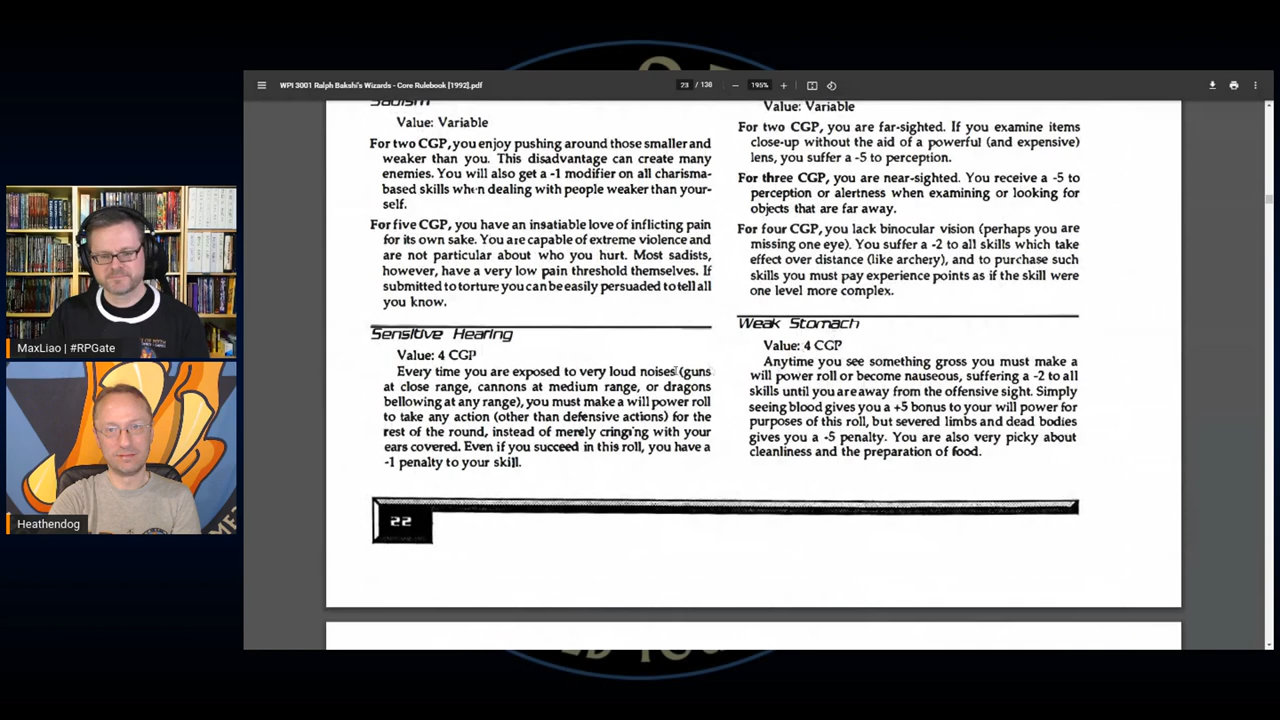 WPI 3001 Ralph Bakshi's Wizards - Core Rulebook [1992].pdf
23 / 138
195%
Sadism
Value: Variable
For two CGP, you enjoy pushing around those smaller and
weaker than you. This disadvantage can create many
enemies. You will also get a -1 modifier on all charisma-
based skills when dealing with people weaker than your-
self.
For five CGP, you have an insatiable love of inflicting pain
for its own sake. You are capable of extreme violence and
are not particular about who you hurt. Most sadists,
however, have a very low pain threshold themselves. If
submitted to torture you can be easily persuaded to tell all
you know.
Sensitive Hearing
Value: 4 CGP
Every time you are exposed to very loud noises (guns
at close range, cannons at medium range, or dragons
bellowing at any range), you must make a will power roll
to take any action (other than defensive actions) for the
rest of the round, instead of merely cringing with your
ears covered. Even if you succeed in this roll, you have a
-1 penalty to your skill.
22
Value: Variable
For two CGP, you are far-sighted. If you examine items
close-up without the aid of a powerful (and expensive)
lens, you suffer a -5 to perception.
For three CGP, you are near-sighted. You receive a -5 to
perception or alertness when examining or looking for
objects that are far away.
For four CGP, you lack binocular vision (perhaps you are
missing one eye). You suffer a -2 to all skills which take
effect over distance (like archery), and to purchase such
skills you must pay experience points as if the skill were
one level more complex.
Weak Stomach
Value: 4 CGP
Anytime you see something gross you must make a
will power roll or become nauseous, suffering a -2 to all
skills until you are away from the offensive sight. Simply
seeing blood gives you a +5 bonus to your will power for
purposes of this roll, but severed limbs and dead bodies
gives you a -5 penalty. You are also very picky about
cleanliness and the preparation of food.
MaxLiao | #RPGate
Heathendog